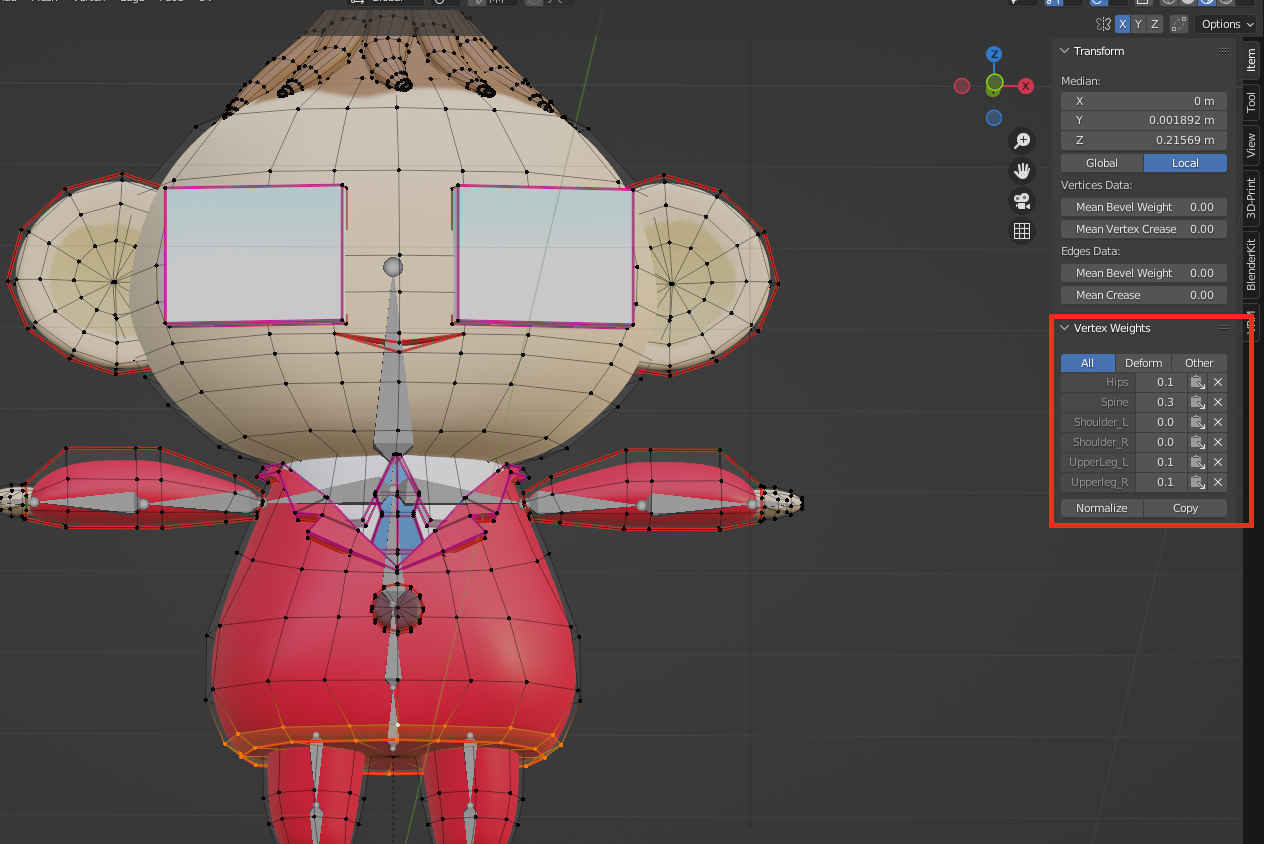 Global
X Y Z Options
Transform
Median:
X 0 m
Y 0.001892 m
Z 0.21569 m
Global Local
Vertices Data:
Mean Bevel Weight 0.00
Mean Vertex Crease 0.00
Edges Data:
Mean Bevel Weight 0.00
Mean Crease 0.00
Vertex Weights
All Deform Other
Hips 0.1
Spine 0.3
Shoulder_L 0.0
Shoulder_R 0.0
UpperLeg_L 0.1
Upperleg_R 0.1
Normalize Copy
Item
Tool
View
3D-Print
BlenderKit
Z
X